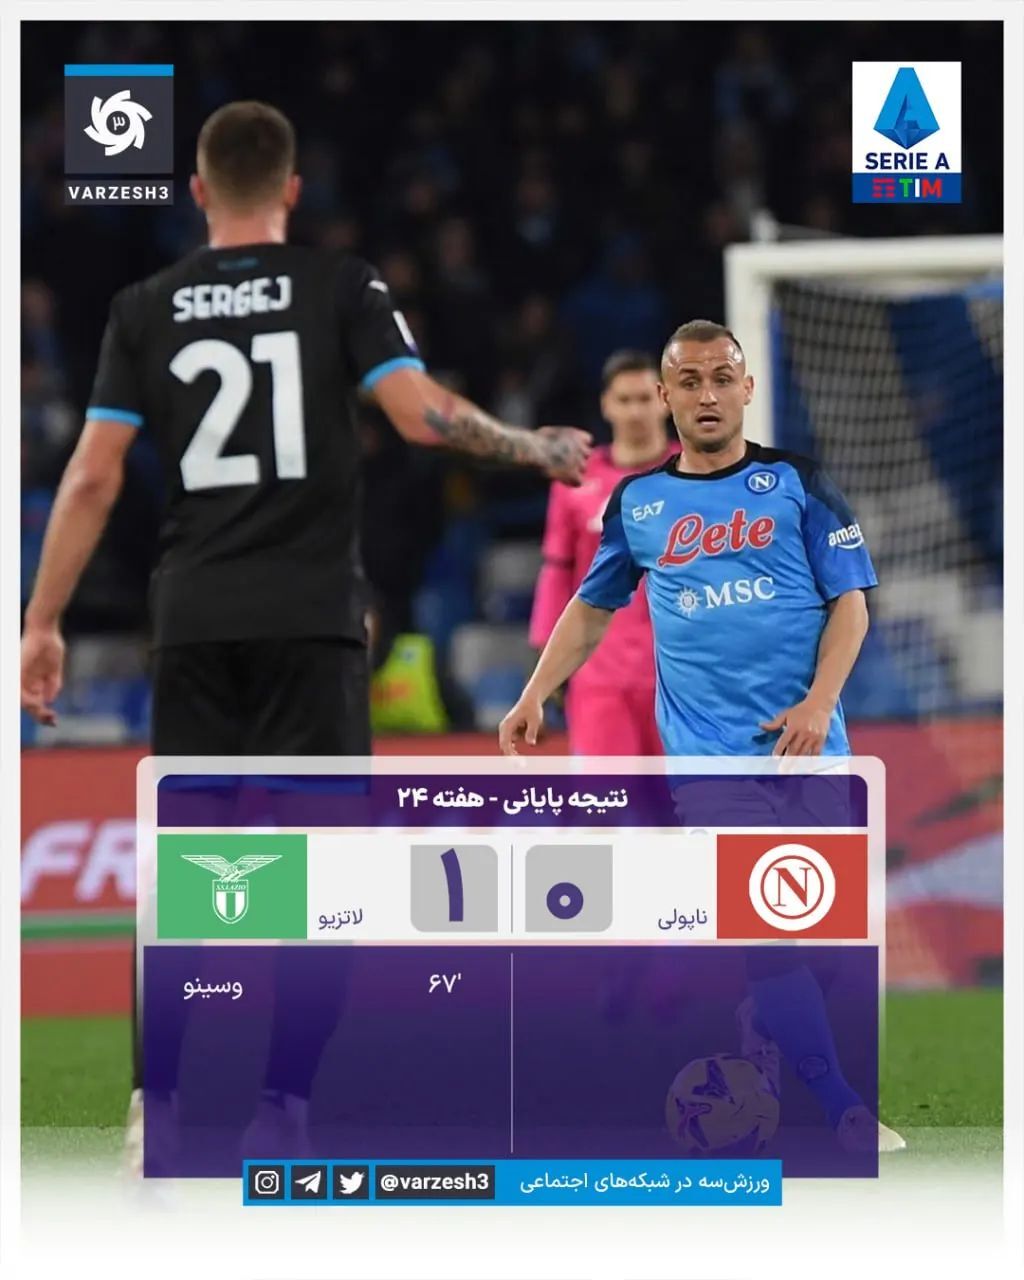 VARZESH3
SERIE A
TIM
SERGEJ
21
EA7
Lete
MSC
N
نتیجه پایانی - هفته ۲۴
ناپولی
۰
۱
لاتزیو
N
S.S.LAZIO
۶۷'
وسینو
ورزش‌سه در شبکه‌های اجتماعی
@varzesh3